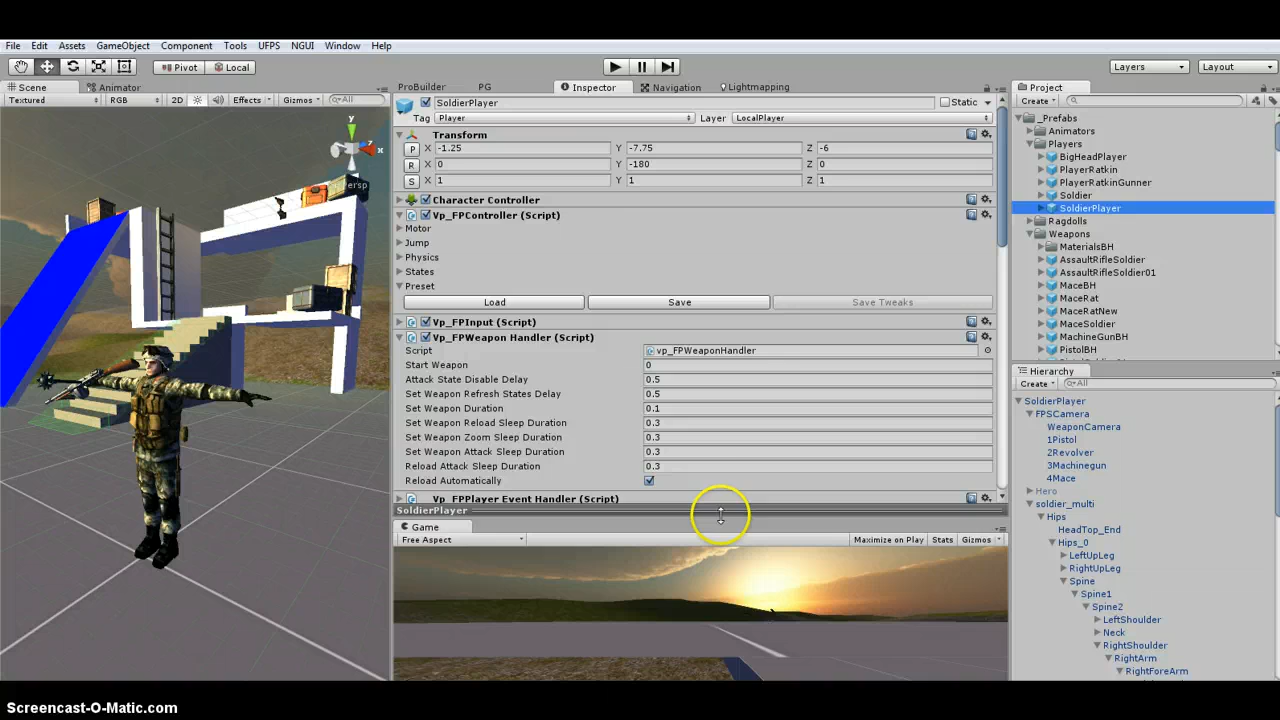 File Edit Assets GameObject Component Tools UFPS NGUI Window Help
Pivot Local Layers Layout
Scene Animator
Textured RGB 2D Effects Gizmos All
y
x
Persp
ProBuilder PG Inspector Navigation Lightmapping
SoldierPlayer Static
Tag Player Layer LocalPlayer
Transform
P X -1.25 Y -7.75 Z -6
R X 0 Y -180 Z 0
S X 1 Y 1 Z 1
Character Controller
Vp_FPController (Script)
Motor
Jump
Physics
States
Preset
Load Save Save Tweaks
Vp_FPInput (Script)
Vp_FPWeapon Handler (Script)
Script vp_FPWeaponHandler
Start Weapon 0
Attack State Disable Delay 0.5
Set Weapon Refresh States Delay 0.5
Set Weapon Duration 0.1
Set Weapon Reload Sleep Duration 0.3
Set Weapon Zoom Sleep Duration 0.3
Set Weapon Attack Sleep Duration 0.3
Reload Attack Sleep Duration 0.3
Reload Automatically
Vp_FPPlayer Event Handler (Script)
SoldierPlayer
Game
Free Aspect Maximize on Play Stats Gizmos
Project
Create
_Prefabs
Animators
Players
BigHeadPlayer
PlayerRatkin
PlayerRatkinGunner
Soldier
SoldierPlayer
Ragdolls
Weapons
MaterialsBH
AssaultRifleSoldier
AssaultRifleSoldier01
MaceBH
MaceRat
MaceRatNew
MaceSoldier
MachineGunBH
PistolBH
Hierarchy
Create All
SoldierPlayer
FPSCamera
WeaponCamera
1Pistol
2Revolver
3Machinegun
4Mace
Hero
soldier_multi
Hips
HeadTop_End
Hips_0
LeftUpLeg
RightUpLeg
Spine
Spine1
Spine2
LeftShoulder
Neck
RightShoulder
RightArm
RightForeArm
Screencast-O-Matic.com